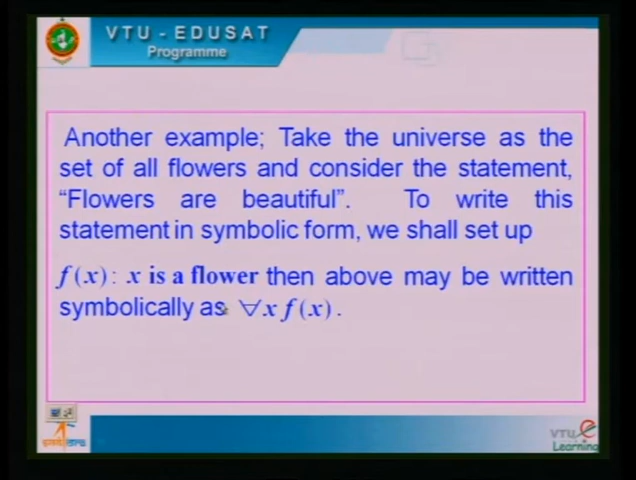 VTU - EDUSAT
Programme
Another example; Take the universe as the
set of all flowers and consider the statement,
“Flowers are beautiful”. To write this
statement in symbolic form, we shall set up
f(x): x is a flower then above may be written
symbolically as ∀x f(x).
VTU e
Learning